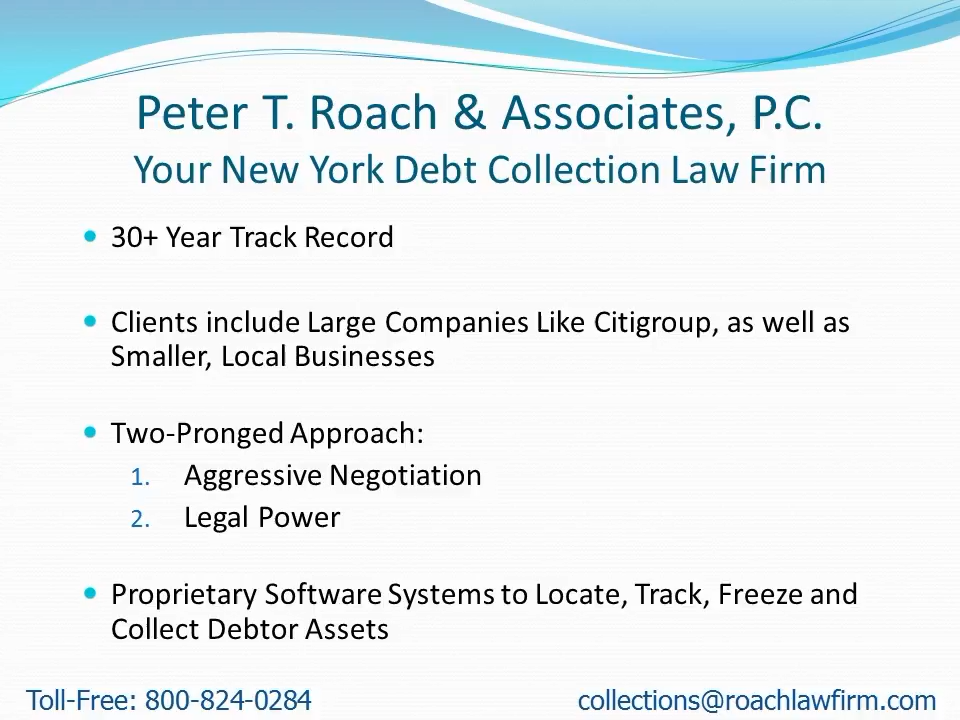 Peter T. Roach & Associates, P.C.
Your New York Debt Collection Law Firm
• 30+ Year Track Record
• Clients include Large Companies Like Citigroup, as well as
Smaller, Local Businesses
• Two-Pronged Approach:
1. Aggressive Negotiation
2. Legal Power
• Proprietary Software Systems to Locate, Track, Freeze and
Collect Debtor Assets
Toll-Free: 800-824-0284
collections@roachlawfirm.com